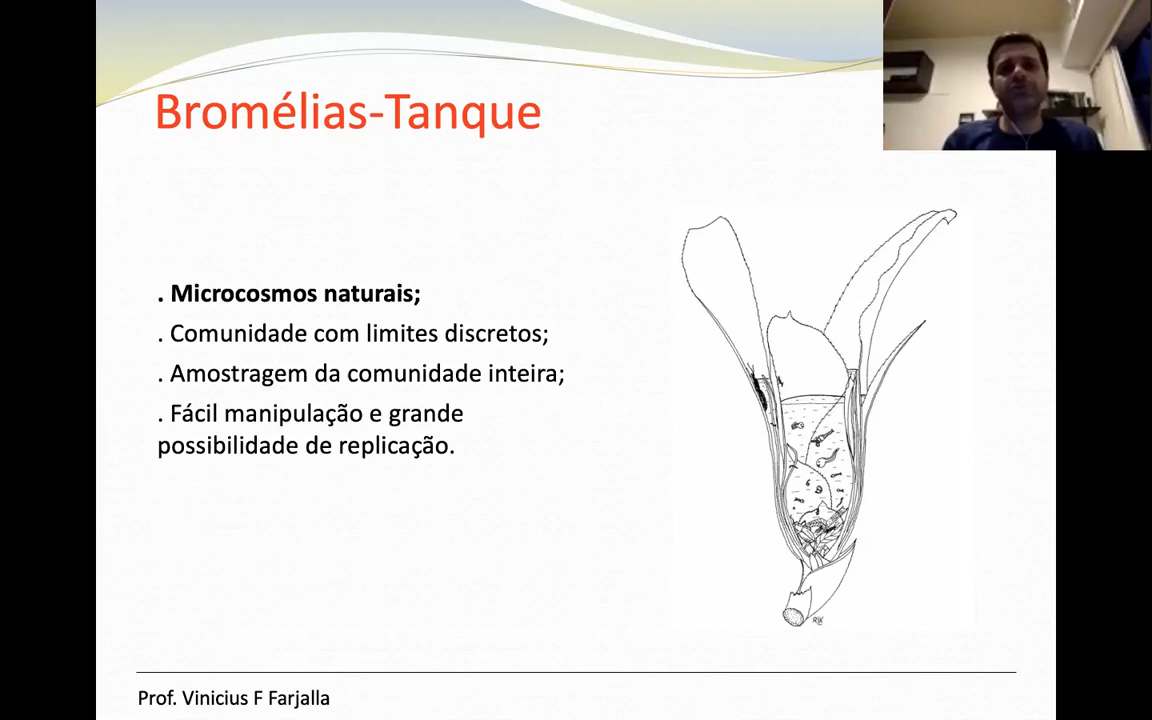 Bromélias-Tanque
. Microcosmos naturais;
. Comunidade com limites discretos;
. Amostragem da comunidade inteira;
. Fácil manipulação e grande
possibilidade de replicação.
Prof. Vinicius F Farjalla